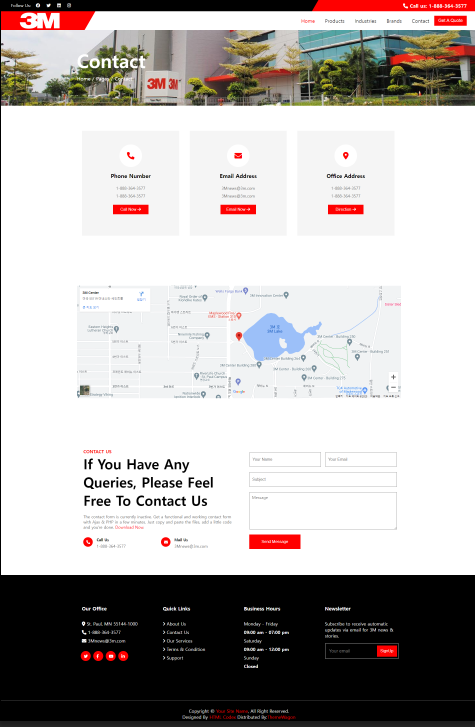 Follow Us:
Call us: 1-888-364-3577
3M
Home Products Industries Brands Contact Get A Quote
Contact
Home / Pages / Contact
3M 3M
Phone Number
1-888-364-3577
1-888-364-3577
Call Now →
Email Address
3Mnews@3m.com
3Mnews@3m.com
Email Now →
Office Address
1-888-364-3577
1-888-364-3577
Direction →
3M Center
3M Innovation Center
3M Lake
Google
CONTACT US
If You Have Any
Queries, Please Feel
Free To Contact Us
The contact form is currently inactive. Get a functional and working contact form
with Ajax & PHP in a few minutes. Just copy and paste the files, add a little code
and you're done. Download Now.
Call Us
1-888-364-3577
Mail Us
3Mnews@3m.com
Your Name
Your Email
Subject
Message
Send Message
Our Office
St. Paul, MN 55144-1000
1-888-364-3577
3Mnews@3m.com
Quick Links
About Us
Contact Us
Our Services
Terms & Condition
Support
Business Hours
Monday - Friday
09:00 am - 07:00 pm
Saturday
09:00 am - 12:00 pm
Sunday
Closed
Newsletter
Subscribe to receive automatic
updates via email for 3M news &
stories.
Your email
SignUp
Copyright © Your Site Name, All Right Reserved.
Designed By HTML Codex Distributed By: ThemeWagon